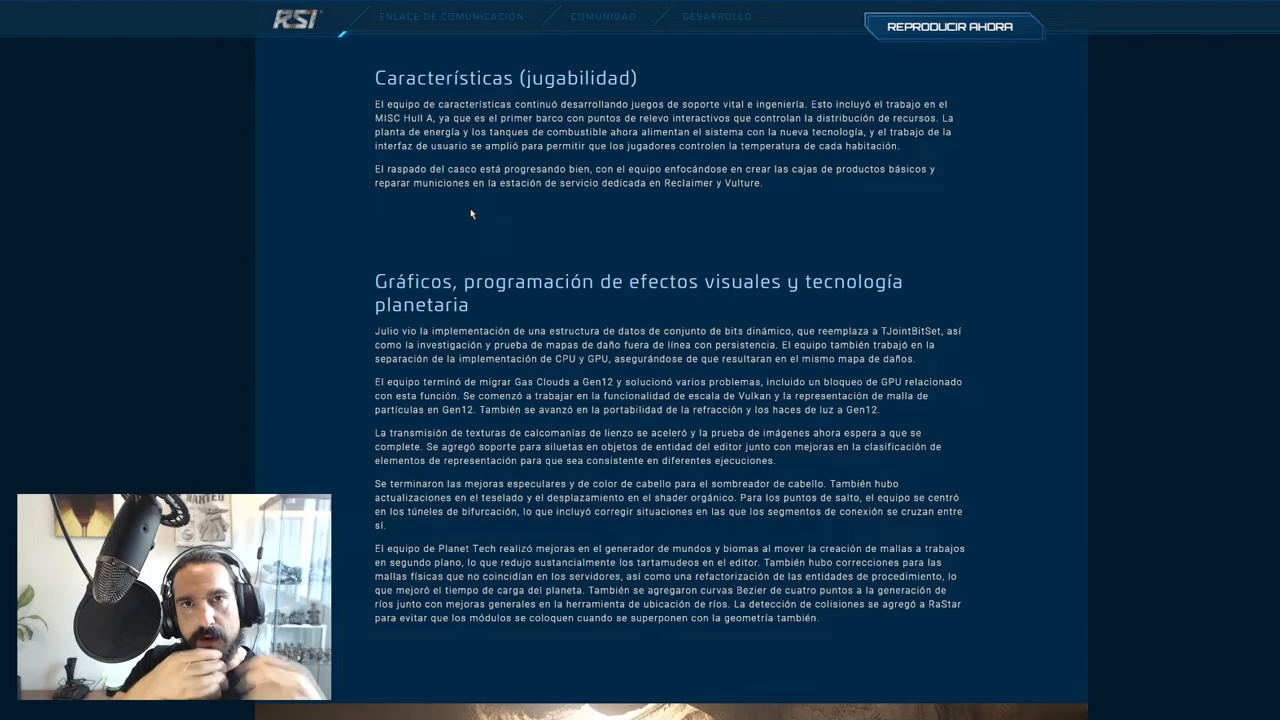 RSI
ENLACE DE COMUNICACIÓN
COMUNIDAD
DESARROLLO
REPRODUCIR AHORA
Características (jugabilidad)
El equipo de características continuó desarrollando juegos de soporte vital e ingeniería. Esto incluyó el trabajo en el
MISC Hull A, ya que es el primer barco con puntos de relevo interactivos que controlan la distribución de recursos. La
planta de energía y los tanques de combustible ahora alimentan el sistema con la nueva tecnología, y el trabajo de la
interfaz de usuario se amplió para permitir que los jugadores controlen la temperatura de cada habitación.
El raspado del casco está progresando bien, con el equipo enfocándose en crear las cajas de productos básicos y
reparar municiones en la estación de servicio dedicada en Reclaimer y Vulture.
Gráficos, programación de efectos visuales y tecnología
planetaria
Julio vio la implementación de una estructura de datos de conjunto de bits dinámico, que reemplaza a TJointBitSet, así
como la investigación y prueba de mapas de daño fuera de línea con persistencia. El equipo también trabajó en la
separación de la implementación de CPU y GPU, asegurándose de que resultaran en el mismo mapa de daños.
El equipo terminó de migrar Gas Clouds a Gen12 y solucionó varios problemas, incluido un bloqueo de GPU relacionado
con esta función. Se comenzó a trabajar en la funcionalidad de escala de Vulkan y la representación de malla de
partículas en Gen12. También se avanzó en la portabilidad de la refracción y los haces de luz a Gen12.
La transmisión de texturas de calcomanías de lienzo se aceleró y la prueba de imágenes ahora espera a que se
complete. Se agregó soporte para siluetas en objetos de entidad del editor junto con mejoras en la clasificación de
elementos de representación para que sea consistente en diferentes ejecuciones.
Se terminaron las mejoras especulares y de color de cabello para el sombreador de cabello. También hubo
actualizaciones en el teselado y el desplazamiento en el shader orgánico. Para los puntos de salto, el equipo se centró
en los túneles de bifurcación, lo que incluyó corregir situaciones en las que los segmentos de conexión se cruzan entre
sí.
El equipo de Planet Tech realizó mejoras en el generador de mundos y biomas al mover la creación de mallas a trabajos
en segundo plano, lo que redujo sustancialmente los tartamudeos en el editor. También hubo correcciones para las
mallas físicas que no coincidían en los servidores, así como una refactorización de las entidades de procedimiento, lo
que mejoró el tiempo de carga del planeta. También se agregaron curvas Bezier de cuatro puntos a la generación de
ríos junto con mejoras generales en la herramienta de ubicación de ríos. La detección de colisiones se agregó a RaStar
para evitar que los módulos se coloquen cuando se superponen con la geometría también.
WANTED